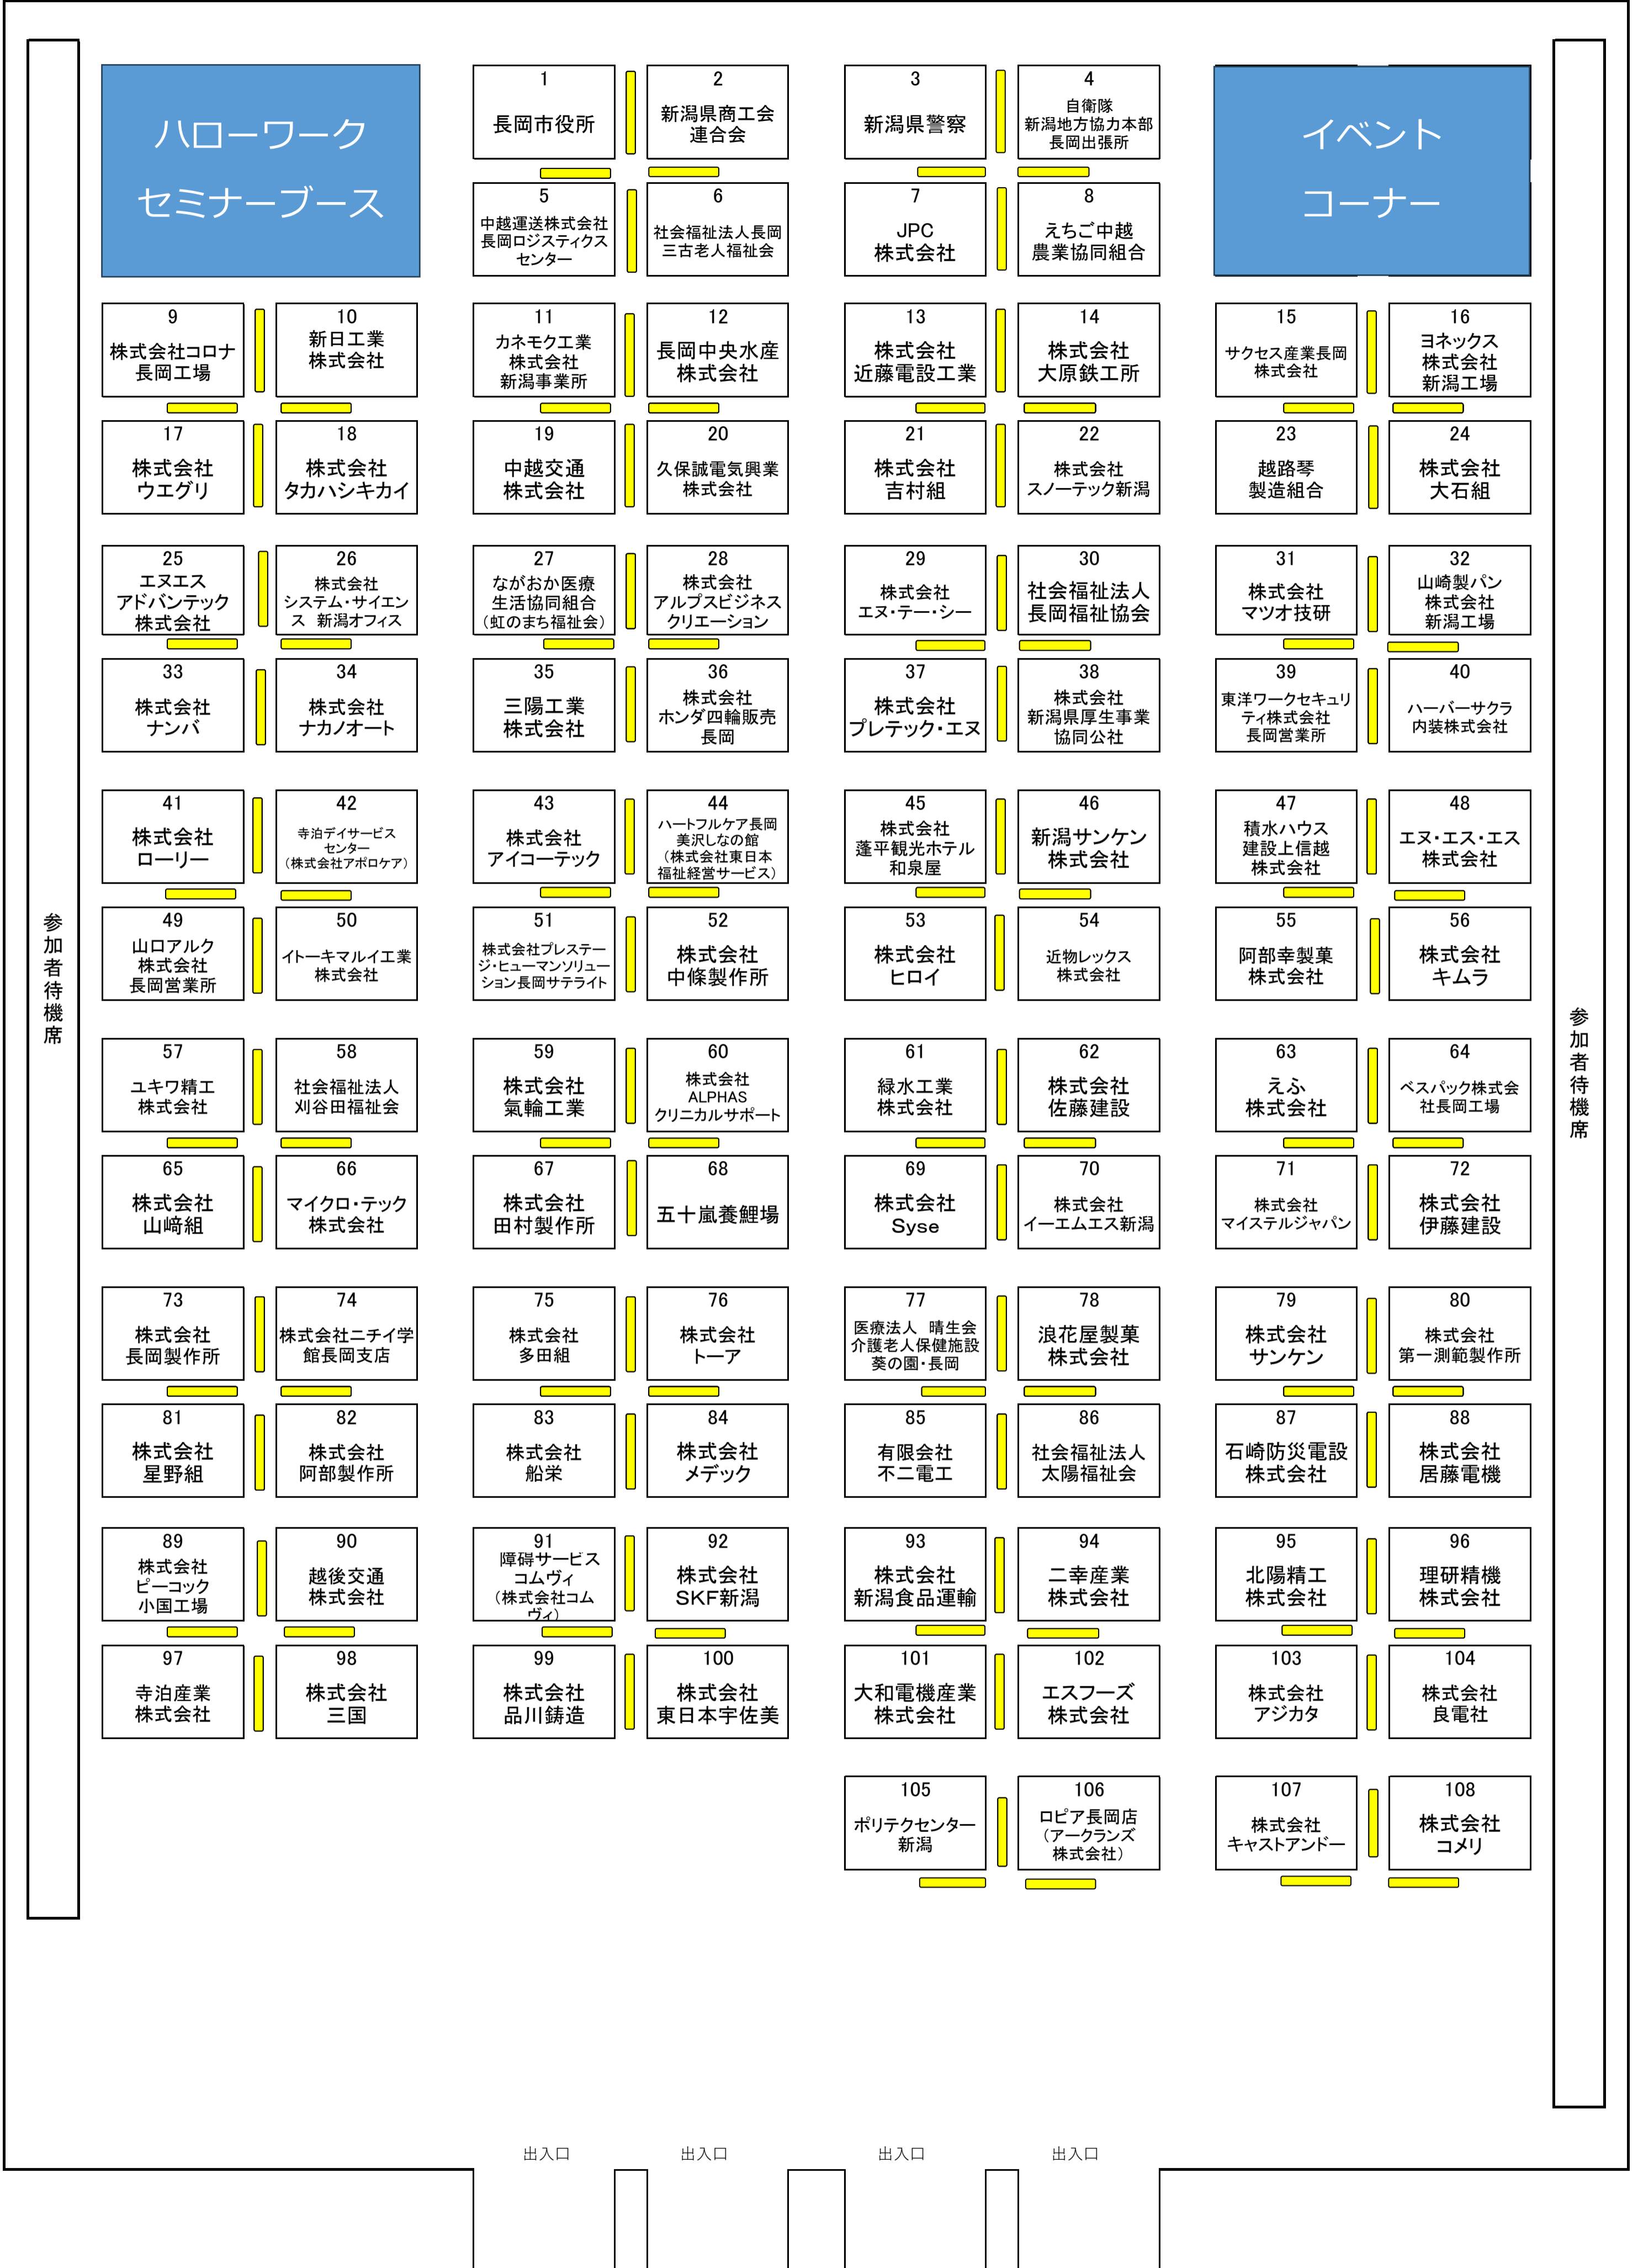 ハローワーク
セミナーブース
1
長岡市役所
2
新潟県商工会
連合会
3
新潟県警察
4
自衛隊
新潟地方協力本部
長岡出張所
イベント
コーナー
5
中越運送株式会社
長岡ロジスティクス
センター
6
社会福祉法人長岡
三古老人福祉会
7
JPC
株式会社
8
えちご中越
農業協同組合
9
株式会社コロナ
長岡工場
10
新日工業
株式会社
11
カネモク工業
株式会社
新潟事業所
12
長岡中央水産
株式会社
13
株式会社
近藤電設工業
14
株式会社
大原鉄工所
15
サクセス産業長岡
株式会社
16
ヨネックス
株式会社
新潟工場
17
株式会社
ウエグリ
18
株式会社
タカハシキカイ
19
中越交通
株式会社
20
久保誠電気興業
株式会社
21
株式会社
吉村組
22
株式会社
スノーテック新潟
23
越路琴
製造組合
24
株式会社
大石組
25
エヌエス
アドバンテック
株式会社
26
株式会社
システム・サイエン
ス 新潟オフィス
27
ながおか医療
生活協同組合
(虹のまち福祉会)
28
株式会社
アルプスビジネス
クリエーション
29
株式会社
エヌ・テー・シー
30
社会福祉法人
長岡福祉協会
31
株式会社
マツオ技研
32
山崎製パン
株式会社
新潟工場
33
株式会社
ナンバ
34
株式会社
ナカノオート
35
三陽工業
株式会社
36
株式会社
ホンダ四輪販売
長岡
37
株式会社
プレテック・エヌ
38
株式会社
新潟県厚生事業
協同公社
39
東洋ワークセキュリ
ティ株式会社
長岡営業所
40
ハーバーサクラ
内装株式会社
41
株式会社
ローリー
42
寺泊デイサービス
センター
(株式会社アポロケア)
43
株式会社
アイコーテック
44
ハートフルケア長岡
美沢しなの館
(株式会社東日本
福祉経営サービス)
45
株式会社
蓬平観光ホテル
和泉屋
46
新潟サンケン
株式会社
47
積水ハウス
建設上信越
株式会社
48
エヌ・エス・エス
株式会社
49
山口アルク
株式会社
長岡営業所
50
イトーキマルイ工業
株式会社
51
株式会社プレステー
ジ・ヒューマンソリュー
ション長岡サテライト
52
株式会社
中條製作所
53
株式会社
ヒロイ
54
近物レックス
株式会社
55
阿部幸製菓
株式会社
56
株式会社
キムラ
参加者待機席
参加者待機席
57
ユキワ精工
株式会社
58
社会福祉法人
刈谷田福祉会
59
株式会社
氣輪工業
60
株式会社
ALPHAS
クリニカルサポート
61
緑水工業
株式会社
62
株式会社
佐藤建設
63
えふ
株式会社
64
ベスパック株式会
社長岡工場
65
株式会社
山﨑組
66
マイクロ・テック
株式会社
67
株式会社
田村製作所
68
五十嵐養鯉場
69
株式会社
Syse
70
株式会社
イーエムエス新潟
71
株式会社
マイステルジャパン
72
株式会社
伊藤建設
73
株式会社
長岡製作所
74
株式会社ニチイ学
館長岡支店
75
株式会社
多田組
76
株式会社
トーア
77
医療法人 晴生会
介護老人保健施設
葵の園・長岡
78
浪花屋製菓
株式会社
79
株式会社
サンケン
80
株式会社
第一測範製作所
81
株式会社
星野組
82
株式会社
阿部製作所
83
株式会社
船栄
84
株式会社
メデック
85
有限会社
不二電工
86
社会福祉法人
太陽福祉会
87
石崎防災電設
株式会社
88
株式会社
居藤電機
89
株式会社
ピーコック
小国工場
90
越後交通
株式会社
91
障碍サービス
コムヴィ
(株式会社コム
ヴィ)
92
株式会社
SKF新潟
93
株式会社
新潟食品運輸
94
二幸産業
株式会社
95
北陽精工
株式会社
96
理研精機
株式会社
97
寺泊産業
株式会社
98
株式会社
三国
99
株式会社
品川鋳造
100
株式会社
東日本宇佐美
101
大和電機産業
株式会社
102
エスフーズ
株式会社
103
株式会社
アジカタ
104
株式会社
良電社
105
ポリテクセンター
新潟
106
ロピア長岡店
(アークランズ
株式会社)
107
株式会社
キャストアンドー
108
株式会社
コメリ
出入口
出入口
出入口
出入口